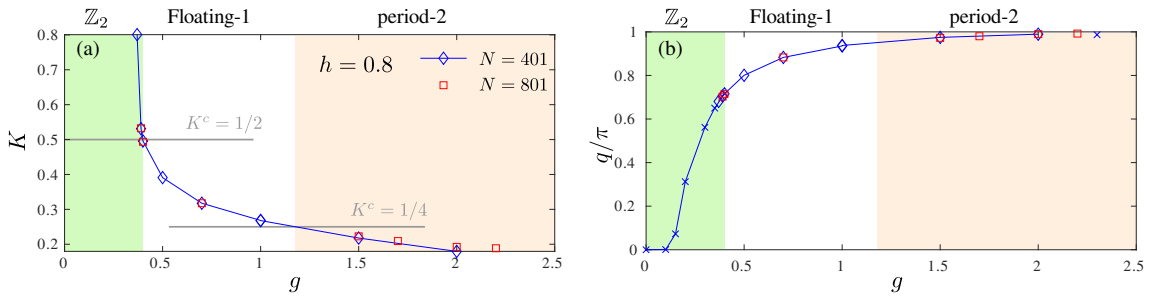 ℤ₂ Floating-1 period-2
(a)
h = 0.8
N = 401
N = 801
K^c = 1/2
K^c = 1/4
K
0.8
0.7
0.6
0.5
0.4
0.3
0.2
0 0.5 1 1.5 2 2.5
g
ℤ₂ Floating-1 period-2
(b)
q/π
1
0.8
0.6
0.4
0.2
0
0 0.5 1 1.5 2 2.5
g